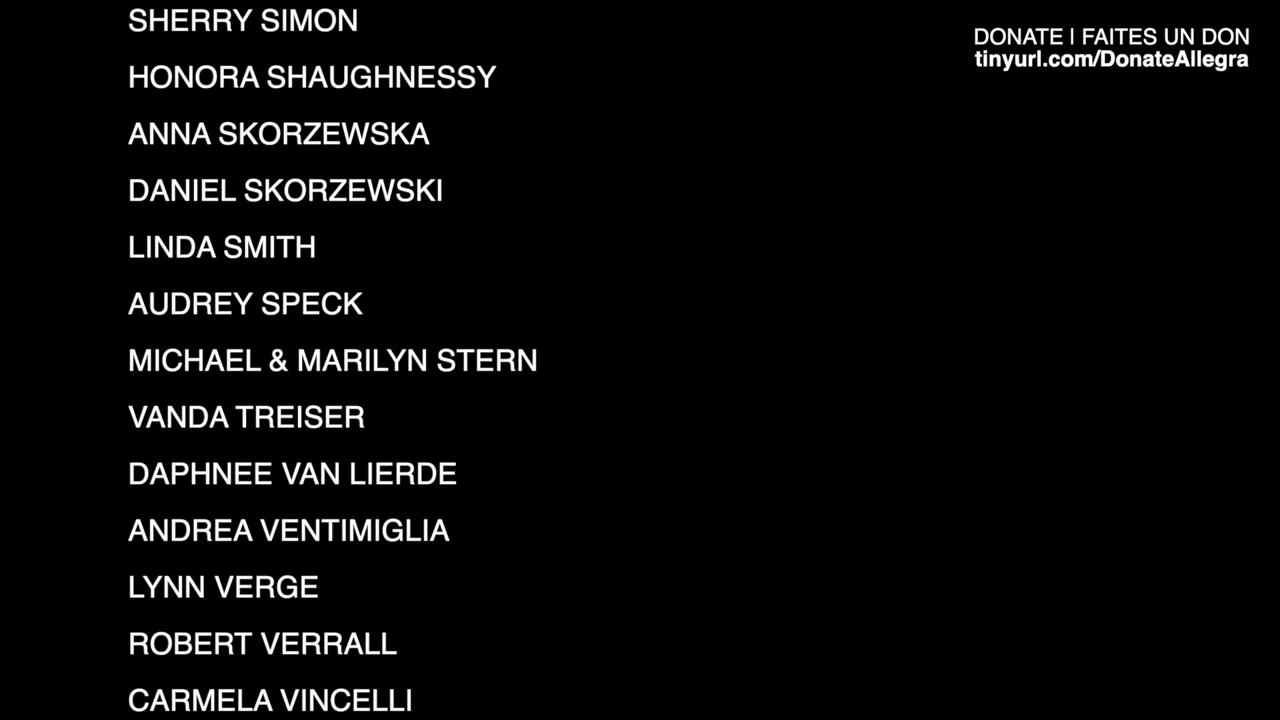 SHERRY SIMON
HONORA SHAUGHNESSY
ANNA SKORZEWSKA
DANIEL SKORZEWSKI
LINDA SMITH
AUDREY SPECK
MICHAEL & MARILYN STERN
VANDA TREISER
DAPHNEE VAN LIERDE
ANDREA VENTIMIGLIA
LYNN VERGE
ROBERT VERRALL
CARMELA VINCELLI
DONATE | FAITES UN DON
tinyurl.com/DonateAllegra